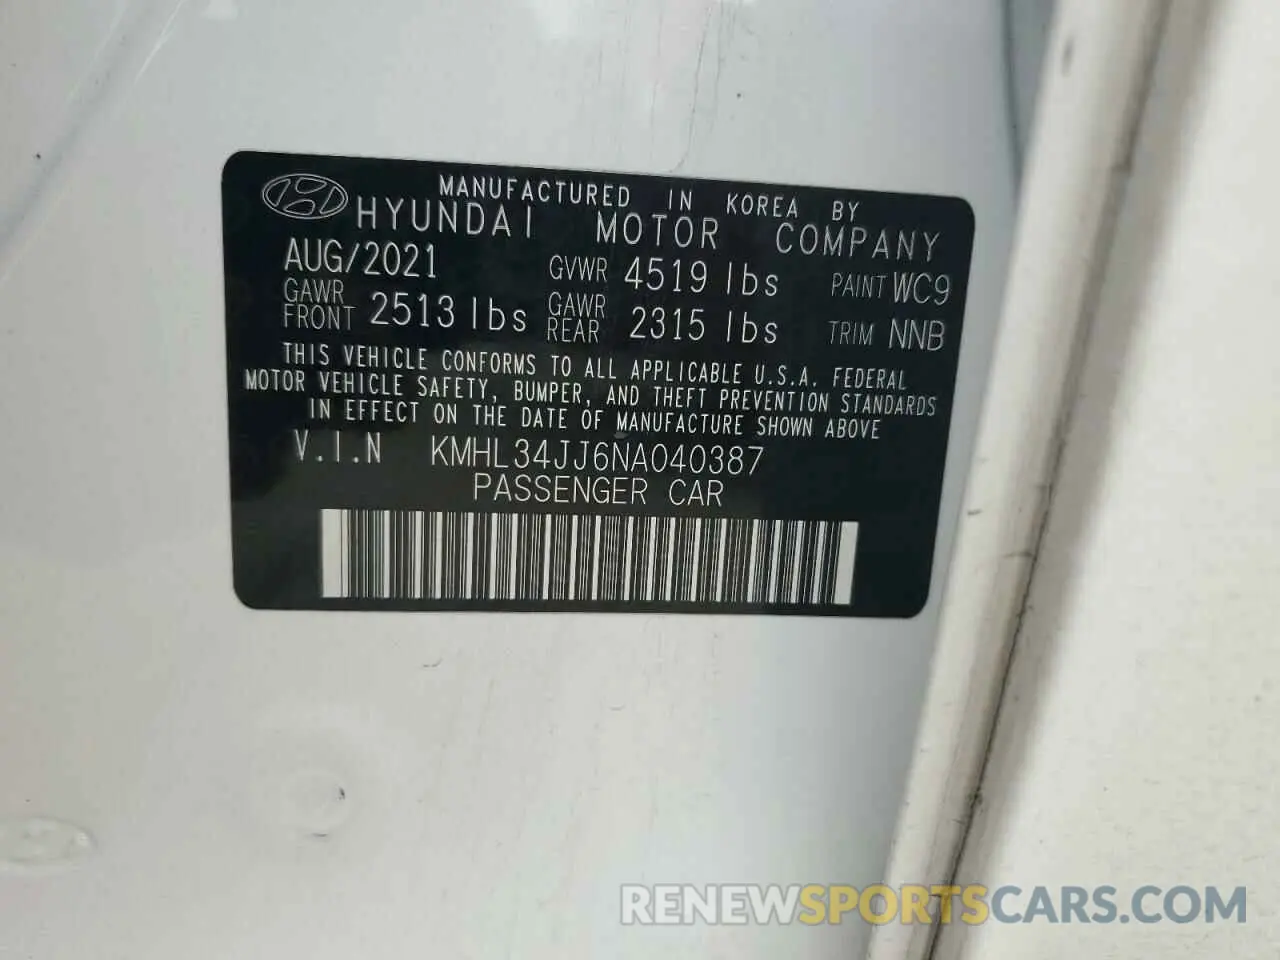 MANUFACTURED IN KOREA BY
HYUNDAI MOTOR COMPANY
AUG/2021 GVWR 4519 lbs PAINT WC9
GAWR FRONT 2513 lbs GAWR REAR 2315 lbs TRIM NNB
THIS VEHICLE CONFORMS TO ALL APPLICABLE U.S.A. FEDERAL
MOTOR VEHICLE SAFETY, BUMPER, AND THEFT PREVENTION STANDARDS
IN EFFECT ON THE DATE OF MANUFACTURE SHOWN ABOVE
V.I.N KMHL34JJ6NA040387
PASSENGER CAR
RENEWSPORTSCARS.COM